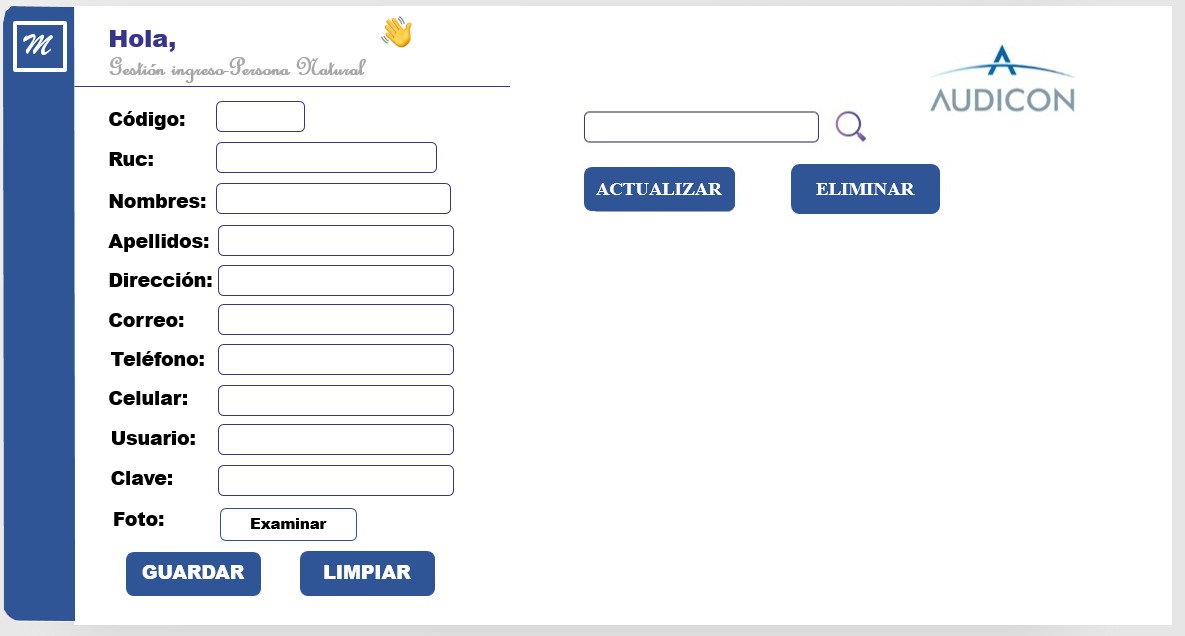 M
Hola,
Gestión ingreso-Persona Natural
AUDICON
Código:
Ruc:
Nombres:
Apellidos:
Dirección:
Correo:
Teléfono:
Celular:
Usuario:
Clave:
Foto:
Examinar
GUARDAR
LIMPIAR
ACTUALIZAR
ELIMINAR